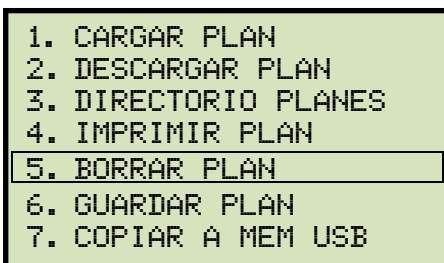 1. CARGAR PLAN
2. DESCARGAR PLAN
3. DIRECTORIO PLANES
4. IMPRIMIR PLAN
5. BORRAR PLAN
6. GUARDAR PLAN
7. COPIAR A MEM USB